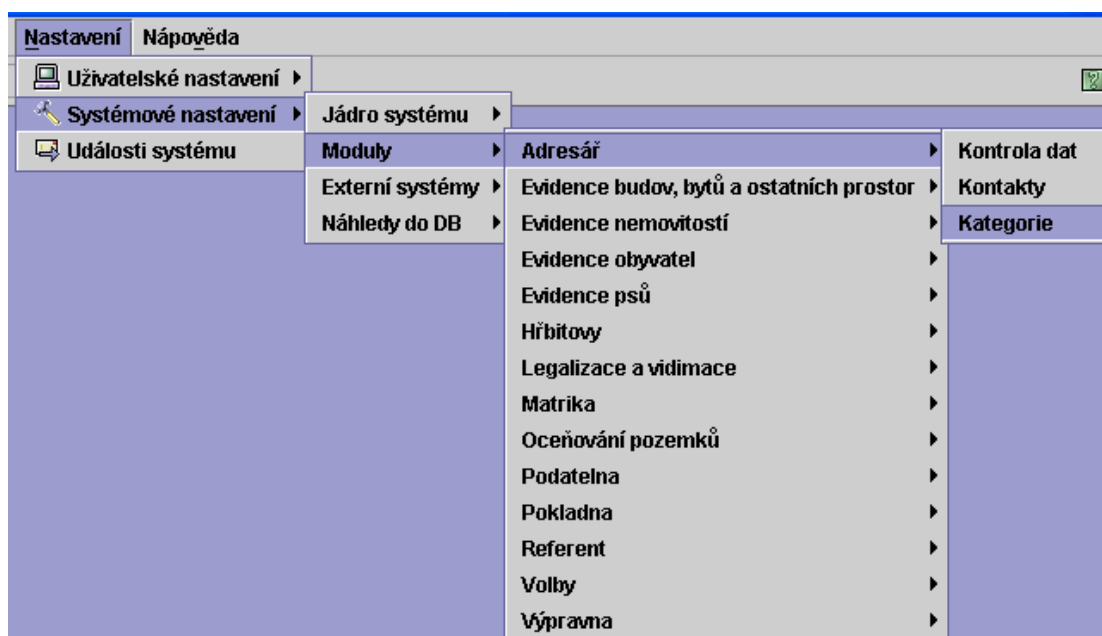 Nastavení Nápověda
Uživatelské nastavení
Systémové nastavení Jádro systému
Události systému Moduly Adresář Kontrola dat
Externí systémy Evidence budov, bytů a ostatních prostor Kontakty
Náhledy do DB Evidence nemovitostí Kategorie
Evidence obyvatel
Evidence psů
Hřbitovy
Legalizace a vidimace
Matrika
Oceňování pozemků
Podatelna
Pokladna
Referent
Volby
Výpravna